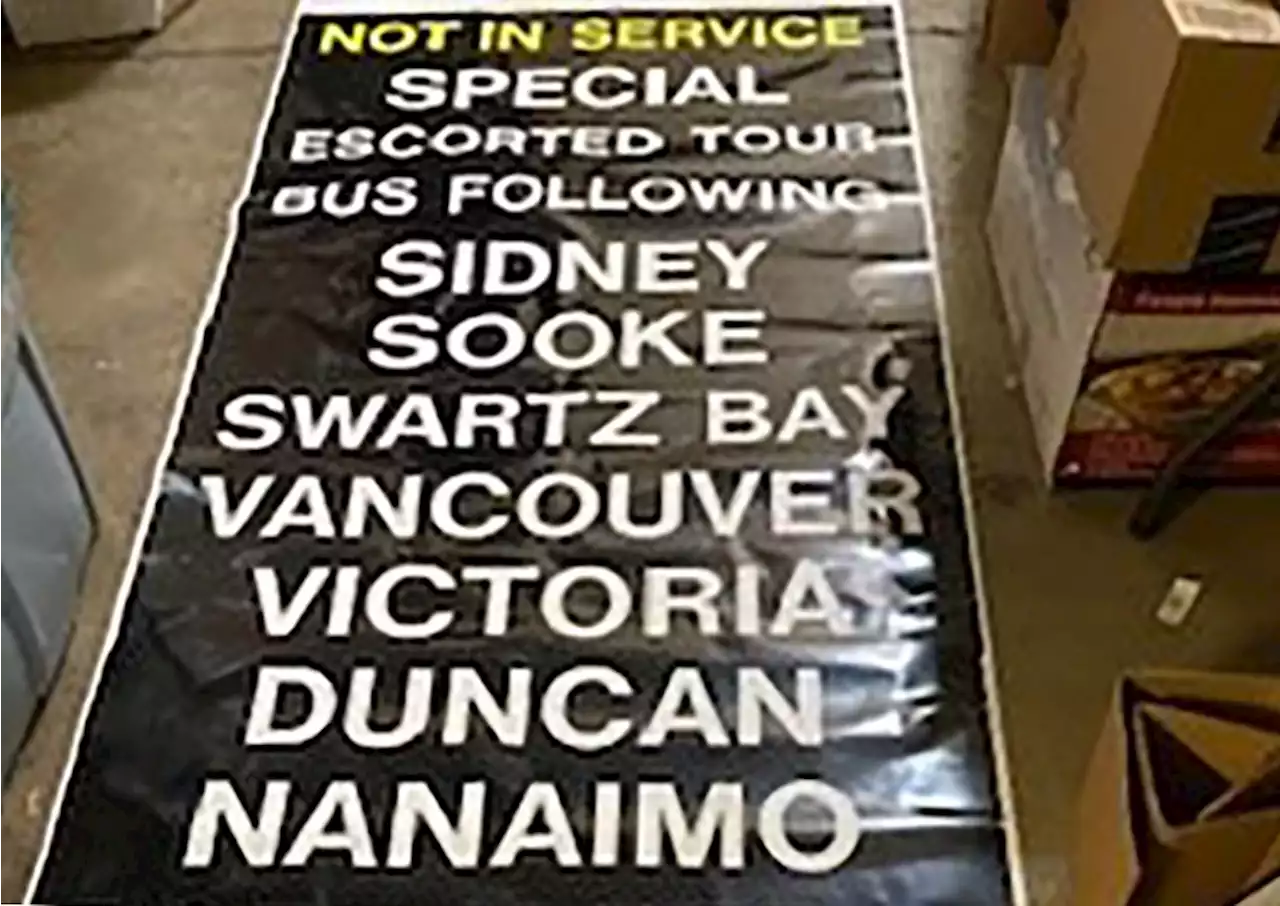 NOT IN SERVICE
SPECIAL
ESCORTED TOUR
BUS FOLLOWING
SIDNEY
SOOKE
SWARTZ BAY
VANCOUVER
VICTORIA
DUNCAN
NANAIMO